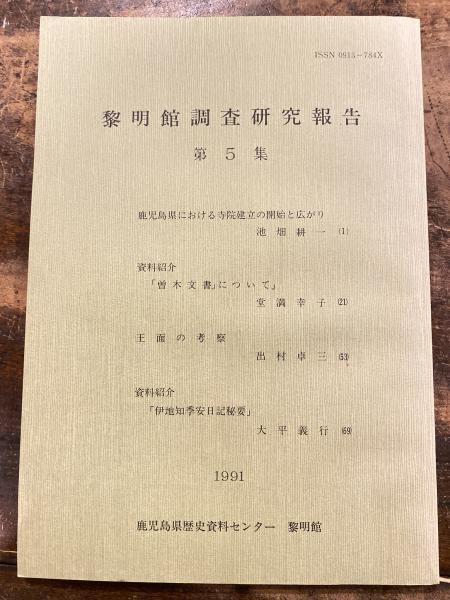 ISSN 0913-784X
黎明館調査研究報告
第5集
鹿児島県における寺院建立の開始と広がり
池畑耕一 (1)
資料紹介
「曽木文書」について」
堂満幸子 (21)
王面の考察
出村卓三 (53)
資料紹介
「伊地知季安日記秘要」
大平義行 (69)
1991
鹿児島県歴史資料センター 黎明館